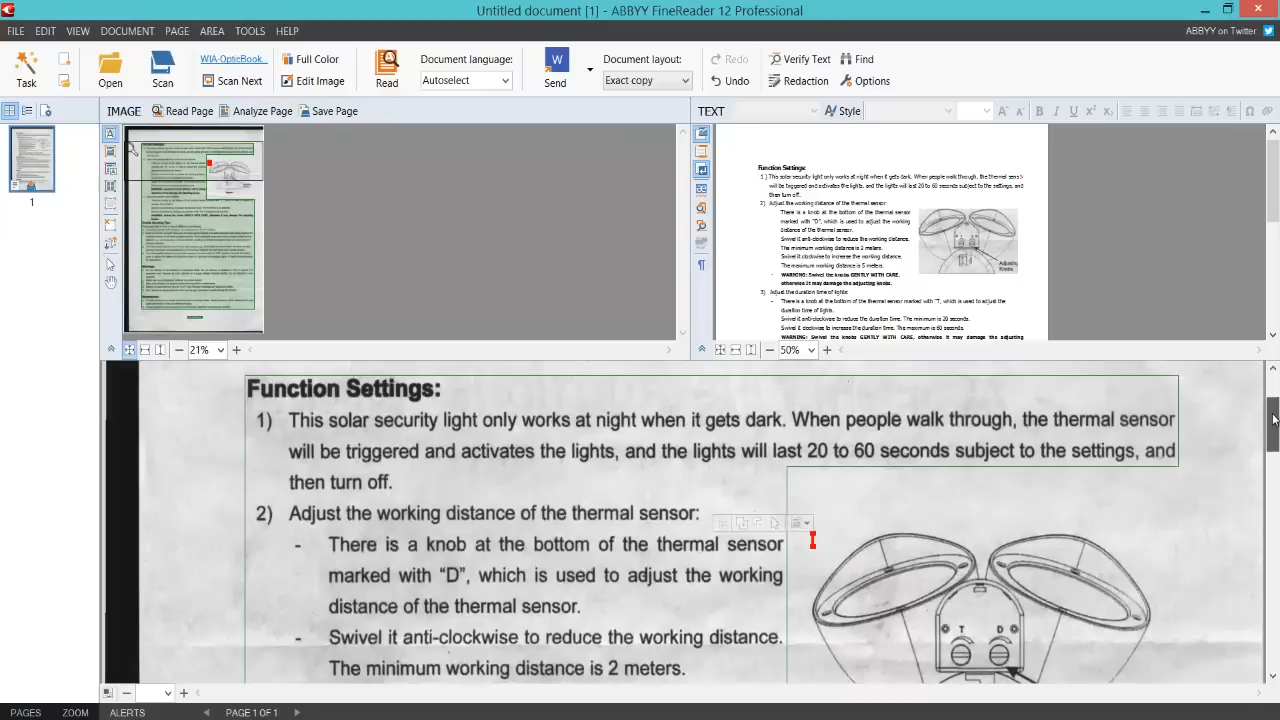 Untitled document [1] - ABBYY FineReader 12 Professional
FILE EDIT VIEW DOCUMENT PAGE AREA TOOLS HELP
ABBYY on Twitter
Task
Open
Scan
WIA-OpticBook...
Scan Next
Full Color
Edit Image
Read
Document language:
Autoselect
Send
Document layout:
Exact copy
Redo
Undo
Verify Text
Redaction
Find
Options
IMAGE Read Page Analyze Page Save Page
TEXT Style
1
Function Settings:
1) This solar security light only works at night when it gets dark. When people walk through, the thermal sens
will be triggered and activates the lights, and the lights will last 20 to 60 seconds subject to the settings, and
then turn off.
2) Adjust the working distance of the thermal sensor:
There is a knob at the bottom of the thermal sensor
marked with "D", which is used to adjust the working
distance of the thermal sensor.
Swivel it anti-clockwise to reduce the working distance.
The minimum working distance is 2 meters.
Swivel it clockwise to increase the working distance.
The maximum working distance is 5 meters.
- WARNING: Swivel the knobs GENTLY WITH CARE,
otherwise it may damage the adjusting knobs.
Adjusting
Knobs
3) Adjust the duration time of lights:
- There is a knob at the bottom of the thermal sensor marked with "T, which is used to adjust the
duration time of lights.
Swivel it anti-clockwise to reduce the duration time. The minimum is 20 seconds.
Swivel it clockwise to increase the duration time. The maximum is 60 seconds.
WARNING: Swivel the knobs GENTLY WITH CARE, otherwise it may damage the adjusting
21%
50%
Function Settings:
1) This solar security light only works at night when it gets dark. When people walk through, the thermal sensor
will be triggered and activates the lights, and the lights will last 20 to 60 seconds subject to the settings, and
then turn off.
2) Adjust the working distance of the thermal sensor:
- There is a knob at the bottom of the thermal sensor
marked with “D”, which is used to adjust the working
distance of the thermal sensor.
- Swivel it anti-clockwise to reduce the working distance.
The minimum working distance is 2 meters.
T D
PAGES ZOOM ALERTS PAGE 1 OF 1